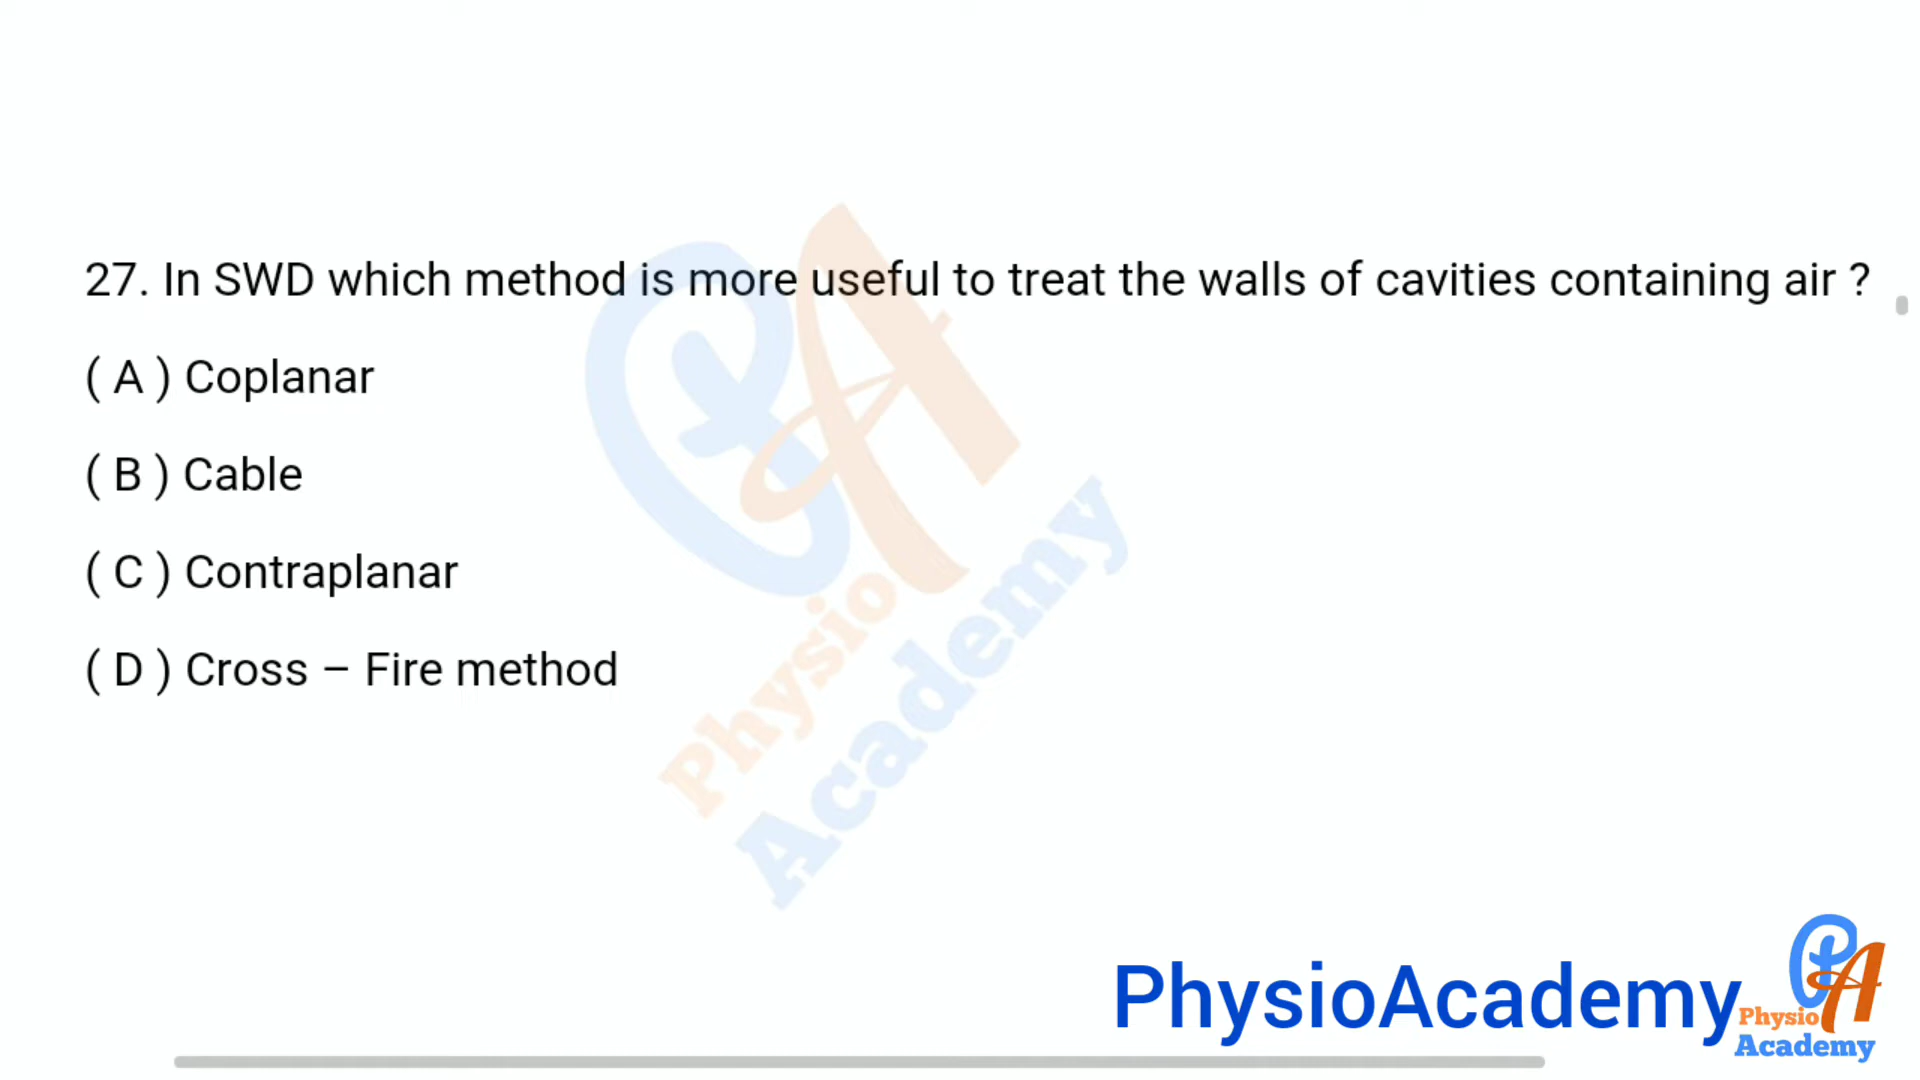 27. In SWD which method is more useful to treat the walls of cavities containing air ?
( A ) Coplanar
( B ) Cable
( C ) Contraplanar
( D ) Cross – Fire method
Physio
Academy
PhysioAcademy
Physio
Academy